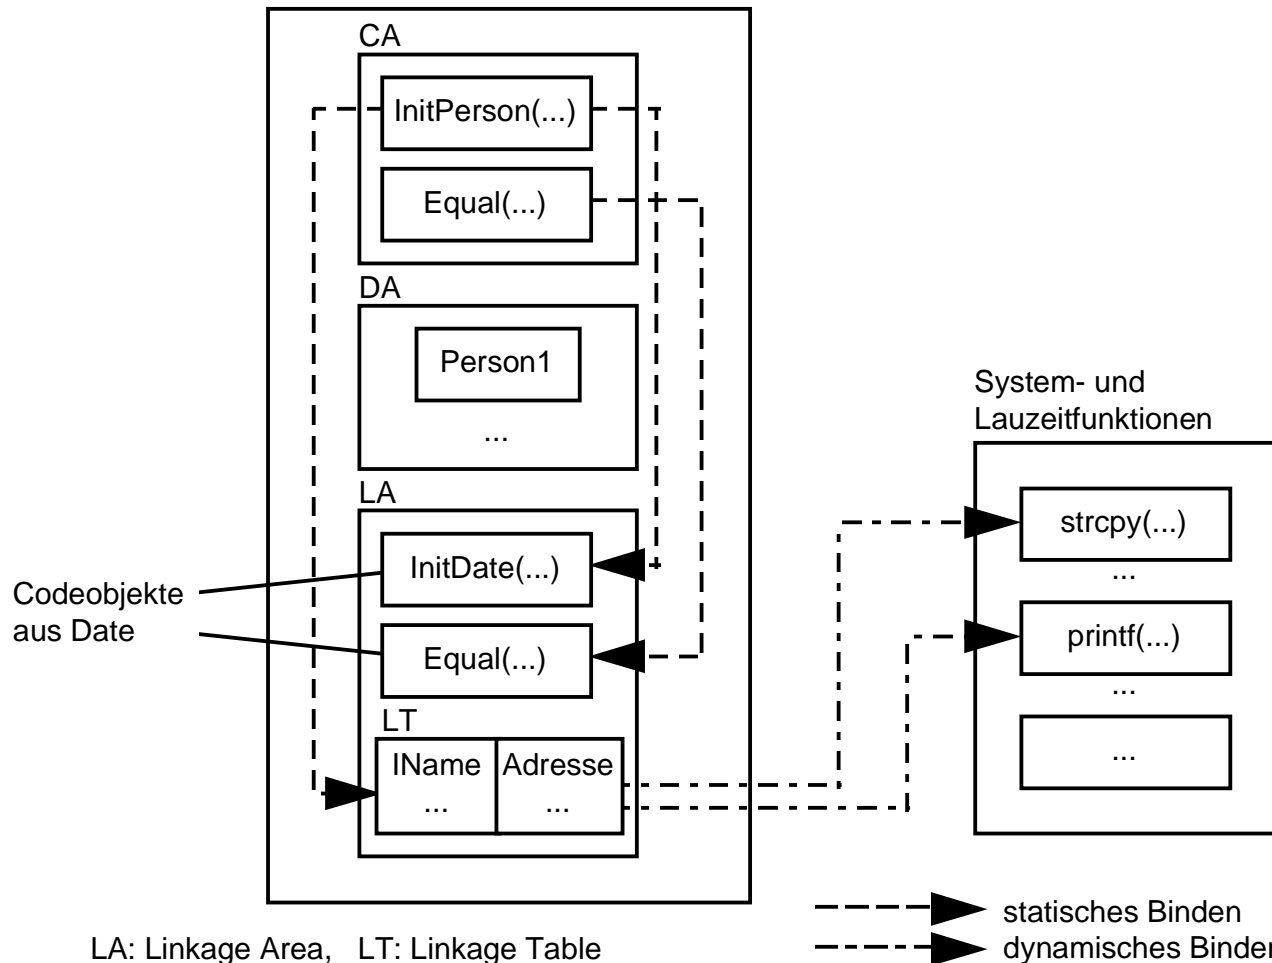 CA
InitPerson(...)
Equal(...)
DA
Person1
...
LA
InitDate(...)
Equal(...)
LT
IName
...
Adresse
...
Codeobjekte
aus Date
System- und
Lauzeitfunktionen
strcpy(...)
...
printf(...)
...
...
statisches Binden
dynamisches Binden
LA: Linkage Area, LT: Linkage Table